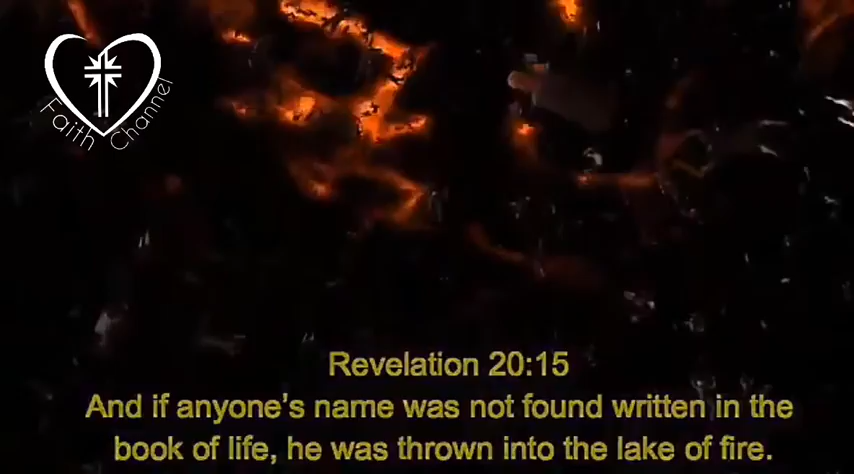 Faith Channel
Revelation 20:15
And if anyone's name was not found written in the
book of life, he was thrown into the lake of fire.